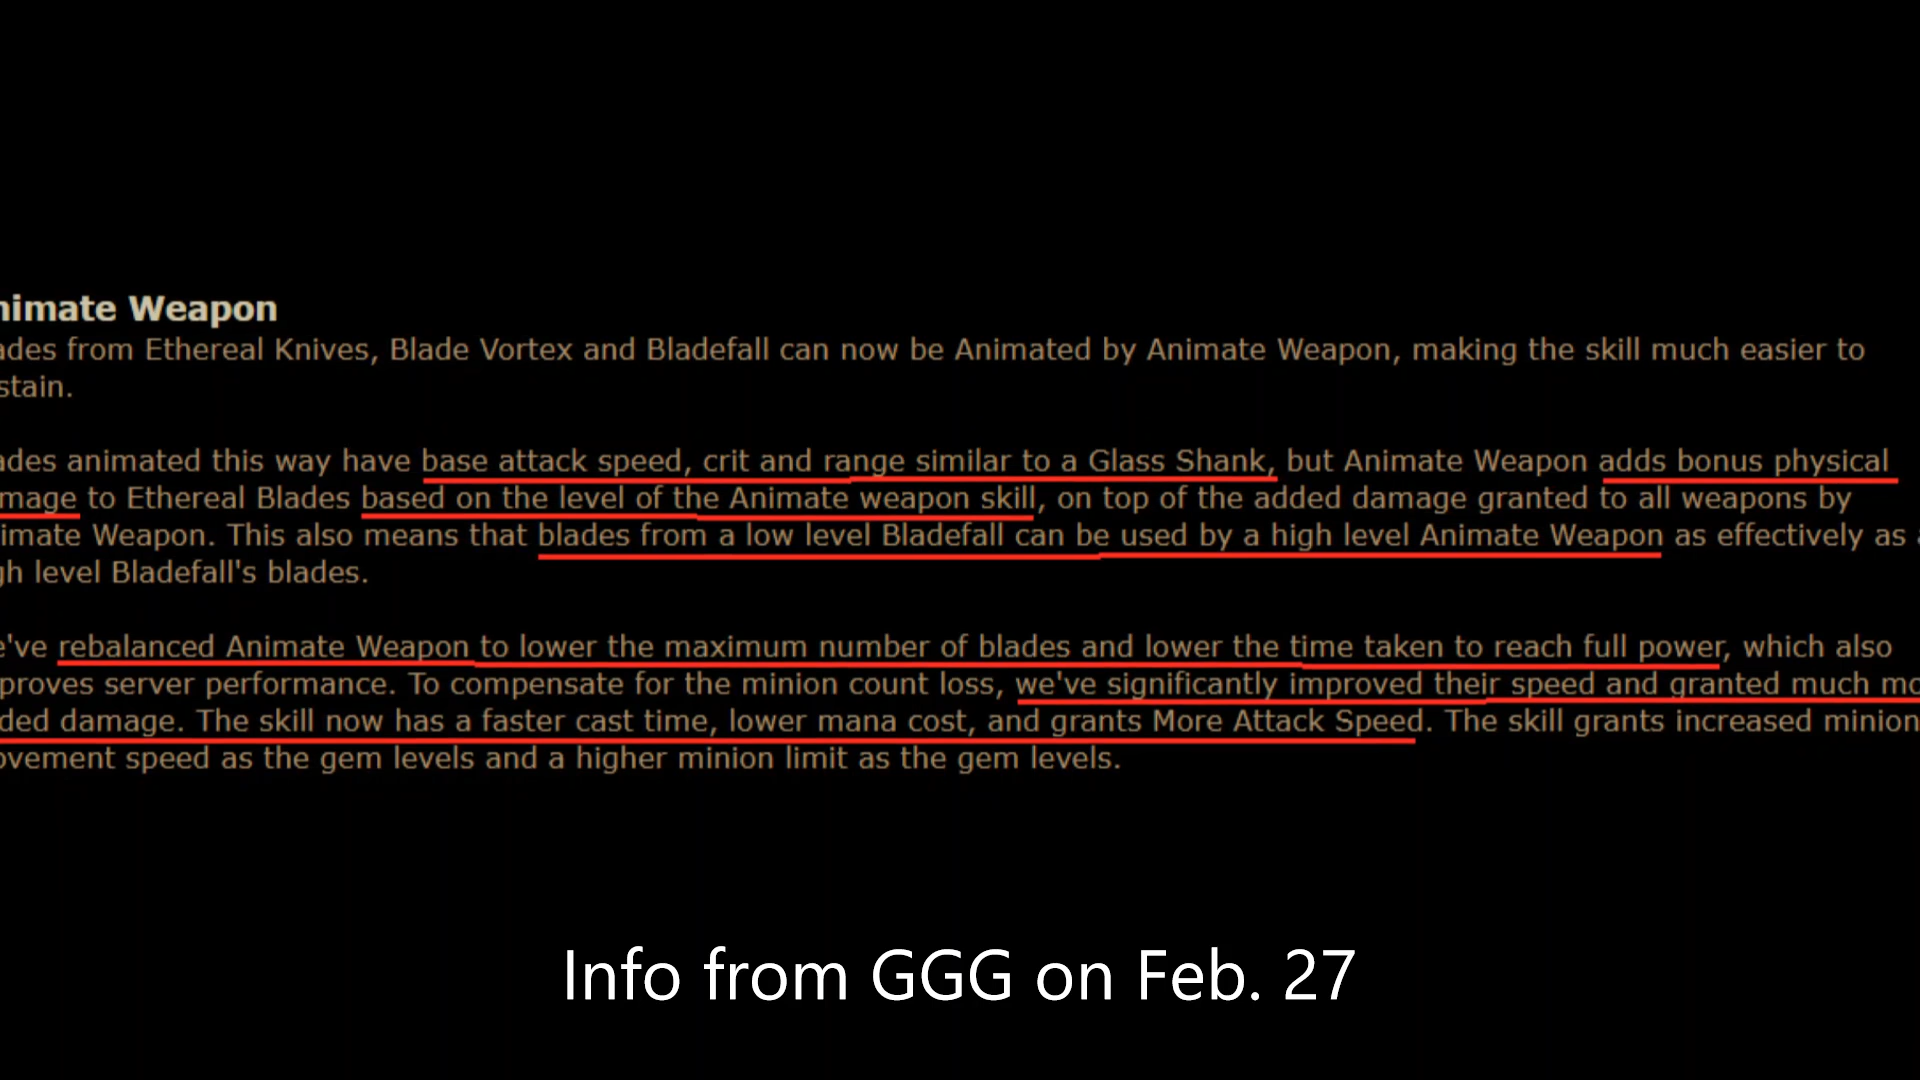 nimate Weapon
ades from Ethereal Knives, Blade Vortex and Bladefall can now be Animated by Animate Weapon, making the skill much easier to
stain.
ades animated this way have base attack speed, crit and range similar to a Glass Shank, but Animate Weapon adds bonus physical
mage to Ethereal Blades based on the level of the Animate weapon skill, on top of the added damage granted to all weapons by
imate Weapon. This also means that blades from a low level Bladefall can be used by a high level Animate Weapon as effectively as a
gh level Bladefall's blades.
e've rebalanced Animate Weapon to lower the maximum number of blades and lower the time taken to reach full power, which also
proves server performance. To compensate for the minion count loss, we've significantly improved their speed and granted much mo
ded damage. The skill now has a faster cast time, lower mana cost, and grants More Attack Speed. The skill grants increased minion
ovement speed as the gem levels and a higher minion limit as the gem levels.
Info from GGG on Feb. 27